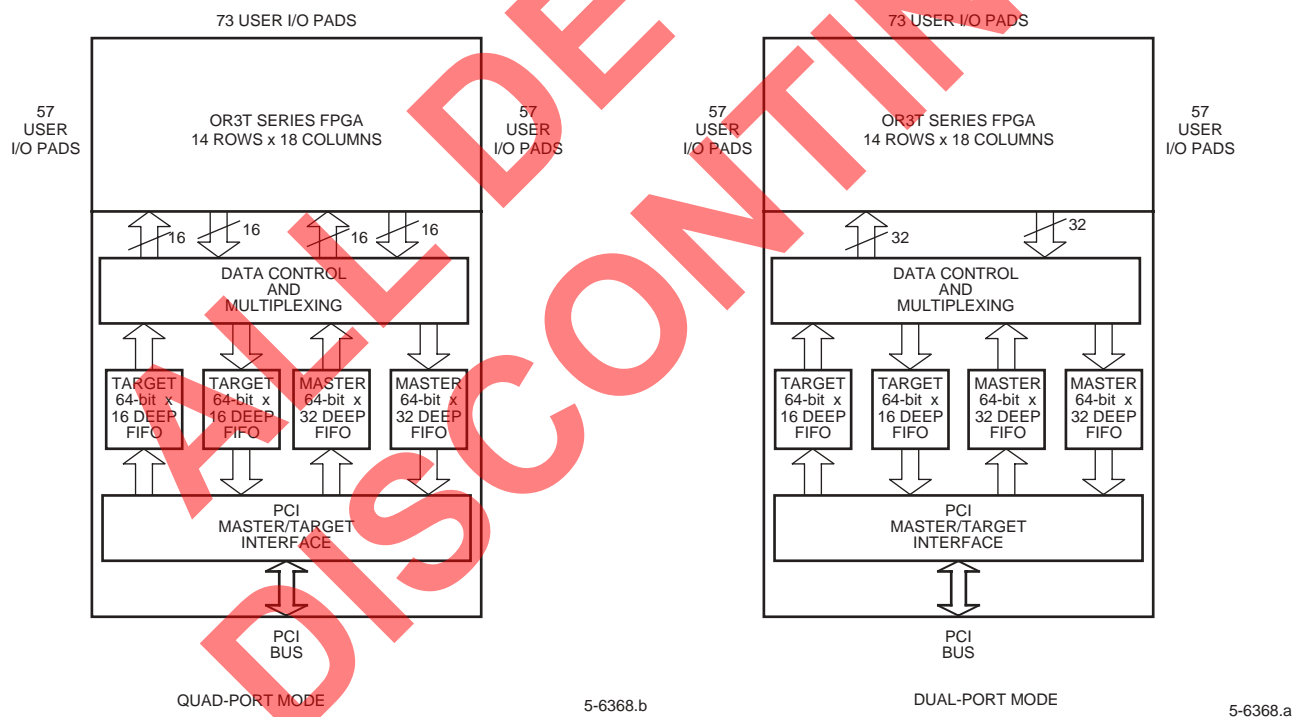 73 USER I/O PADS
57
USER
I/O PADS
OR3T SERIES FPGA
14 ROWS x 18 COLUMNS
57
USER
I/O PADS
16
16
16
16
DATA CONTROL
AND
MULTIPLEXING
TARGET
64-bit x
16 DEEP
FIFO
TARGET
64-bit x
16 DEEP
FIFO
MASTER
64-bit x
32 DEEP
FIFO
MASTER
64-bit x
32 DEEP
FIFO
PCI
MASTER/TARGET
INTERFACE
PCI
BUS
QUAD-PORT MODE
5-6368.b
73 USER I/O PADS
57
USER
I/O PADS
OR3T SERIES FPGA
14 ROWS x 18 COLUMNS
57
USER
I/O PADS
32
32
DATA CONTROL
AND
MULTIPLEXING
TARGET
64-bit x
16 DEEP
FIFO
TARGET
64-bit x
16 DEEP
FIFO
MASTER
64-bit x
32 DEEP
FIFO
MASTER
64-bit x
32 DEEP
FIFO
PCI
MASTER/TARGET
INTERFACE
PCI
BUS
DUAL-PORT MODE
5-6368.a
ALL DE
DISCONTIN